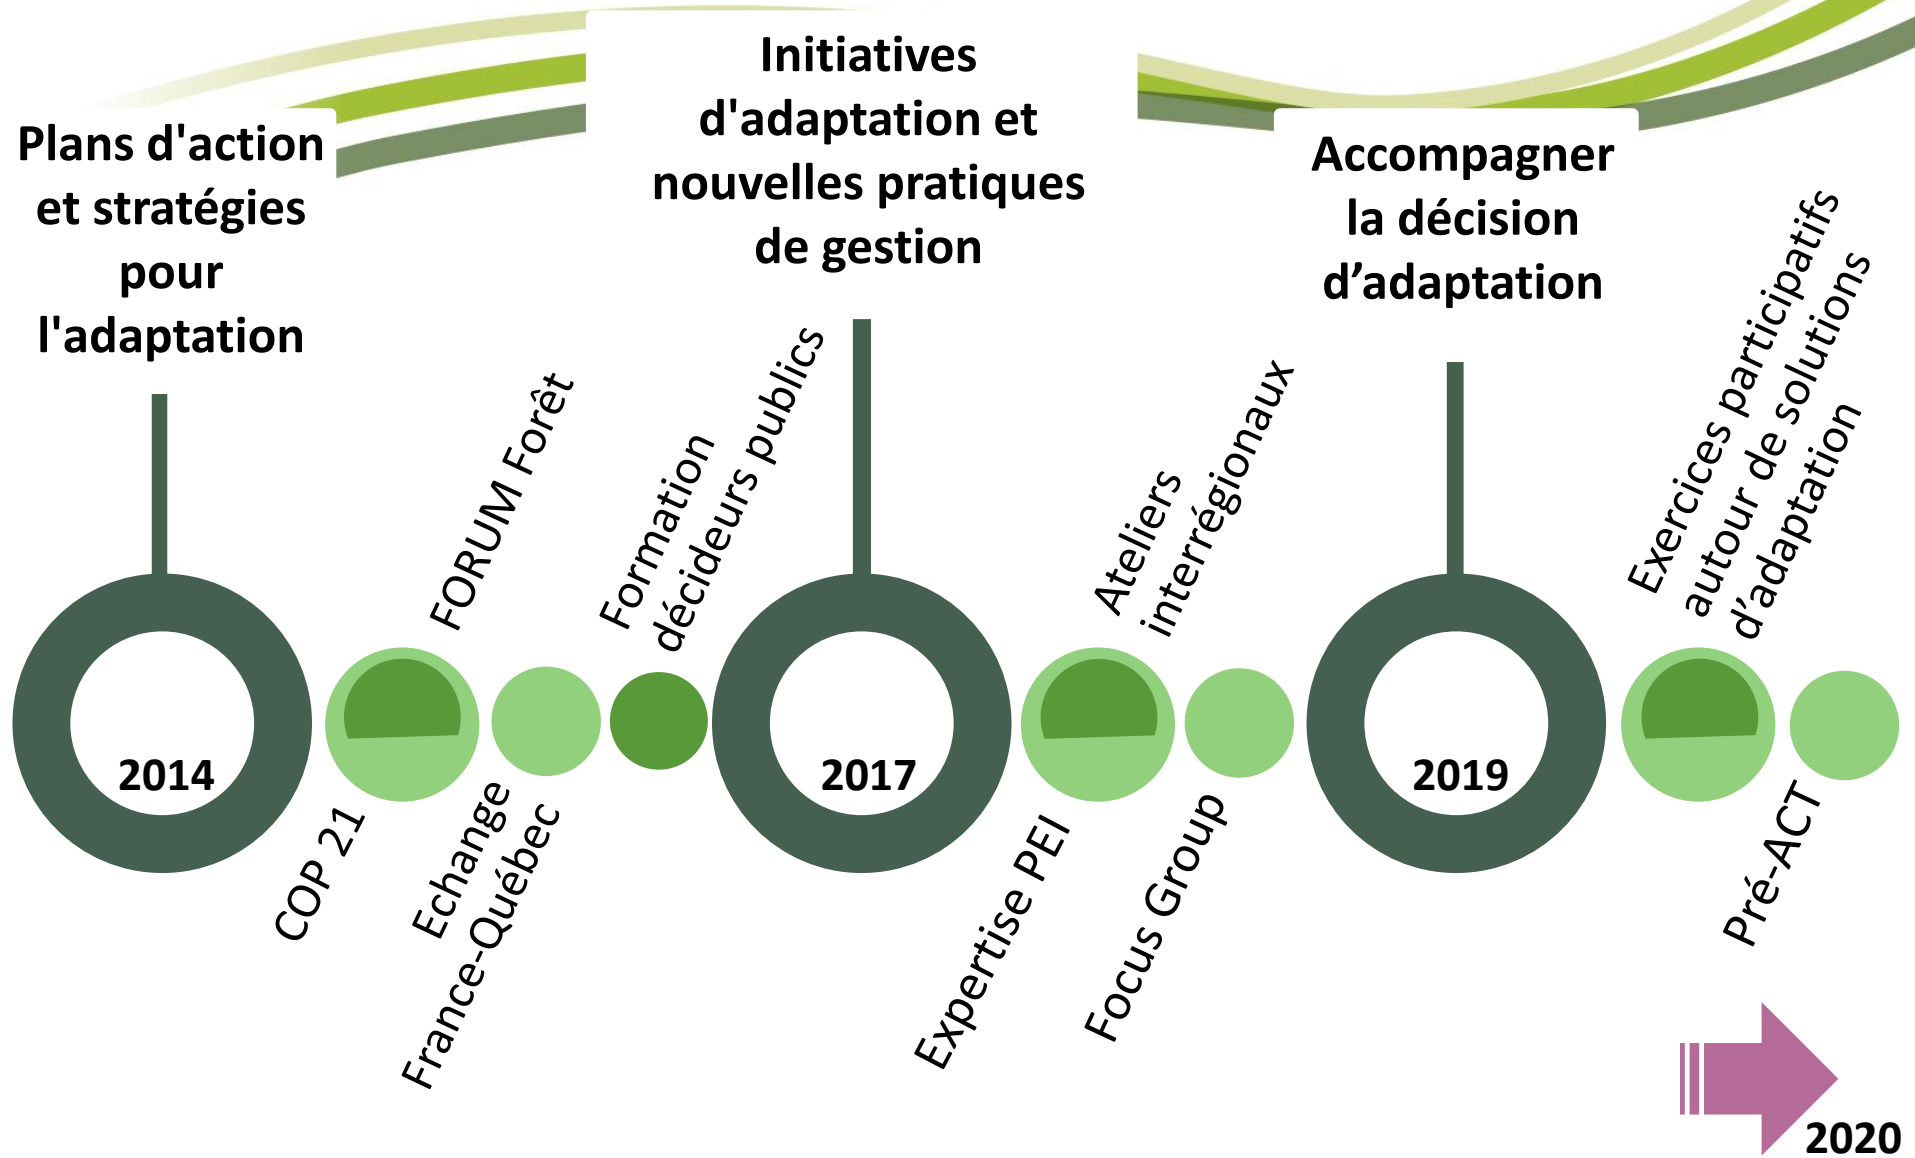 Plans d'action
et stratégies
pour
l'adaptation
Initiatives
d'adaptation et
nouvelles pratiques
de gestion
Accompagner
la décision
d’adaptation
FORUM Forêt
Formation
décideurs publics
Ateliers
interrégionaux
Exercices participatifs
autour de solutions
d’adaptation
2014
2017
2019
COP 21
Echange
France-Québec
Expertise PEI
Focus Group
Pré-ACT
2020